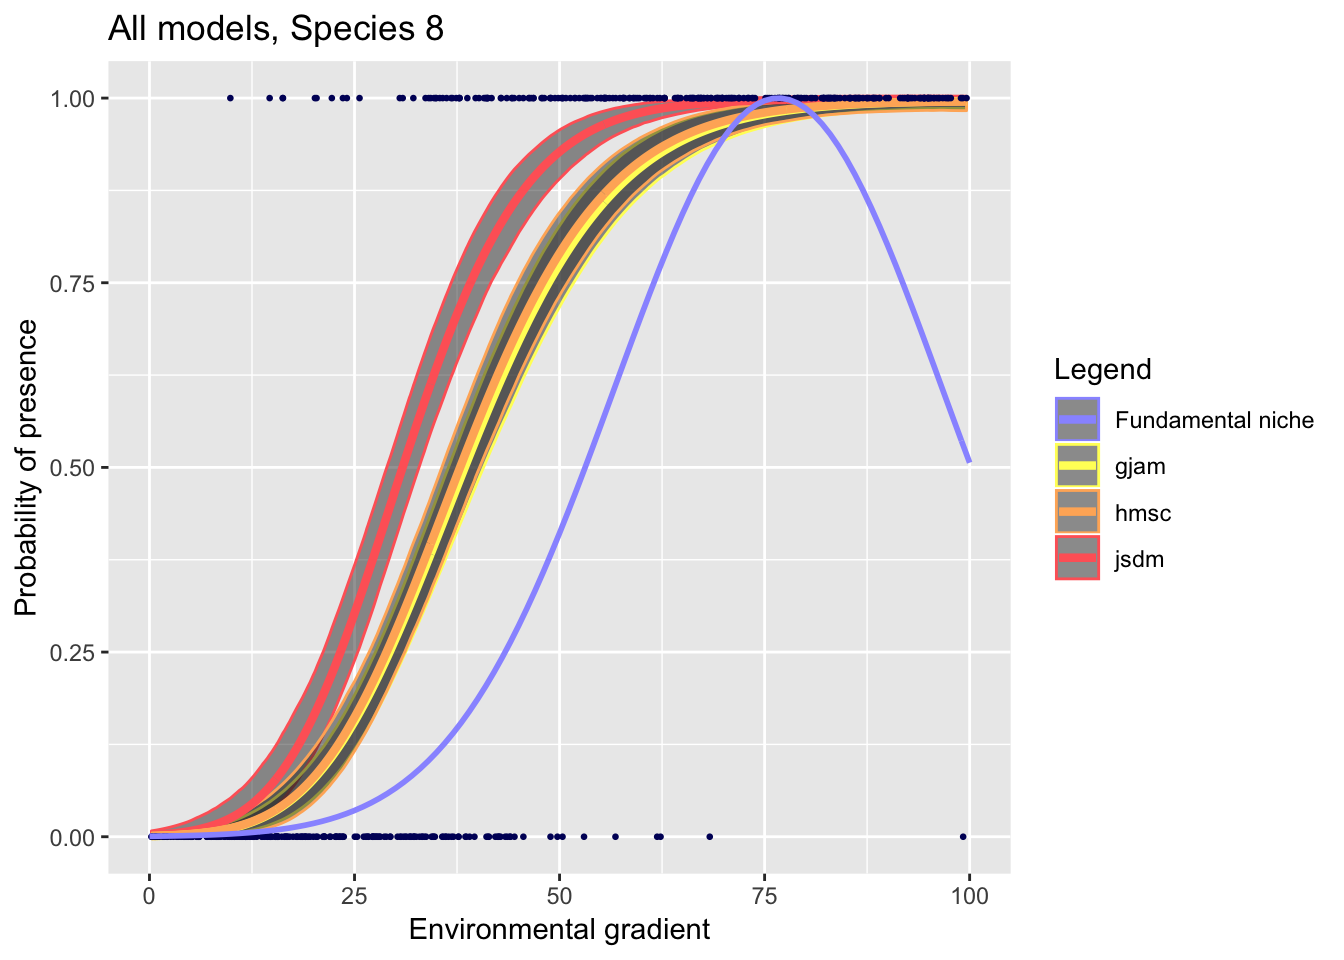 All models, Species 8
Probability of presence
1.00
0.75
0.50
0.25
0.00
0
25
50
75
100
Environmental gradient
Legend
Fundamental niche
gjam
hmsc
jsdm